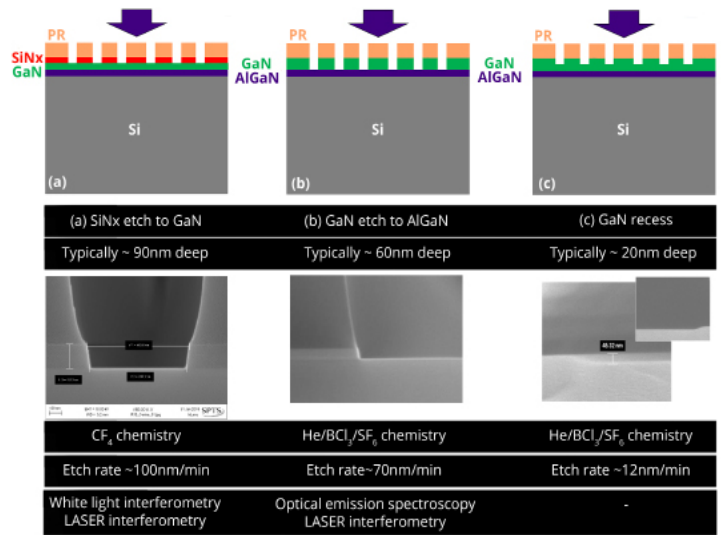 PR
SiNx
GaN
Si
(a)
PR
GaN
AlGaN
Si
(b)
PR
GaN
AlGaN
Si
(c)
(a) SiNx etch to GaN
(b) GaN etch to AlGaN
(c) GaN recess
Typically ~ 90nm deep
Typically ~ 60nm deep
Typically ~ 20nm deep
48.32 nm
SPTS
CF4 chemistry
He/BCl3/SF6 chemistry
He/BCl3/SF6 chemistry
Etch rate ~100nm/min
Etch rate~70nm/min
Etch rate ~12nm/min
White light interferometry
LASER interferometry
Optical emission spectroscopy
LASER interferometry
-